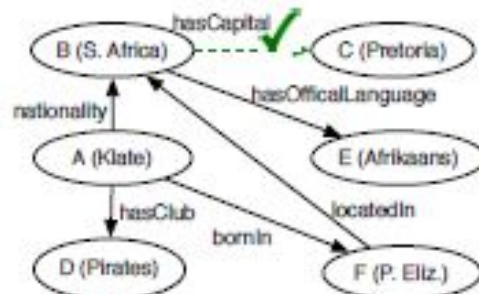 hasCapital
B (S. Africa)
C (Pretoria)
hasOfficalLanguage
nationality
A (Klate)
E (Afrikaans)
hasClub
locatedIn
bornIn
D (Pirates)
F (P. Eliz.)